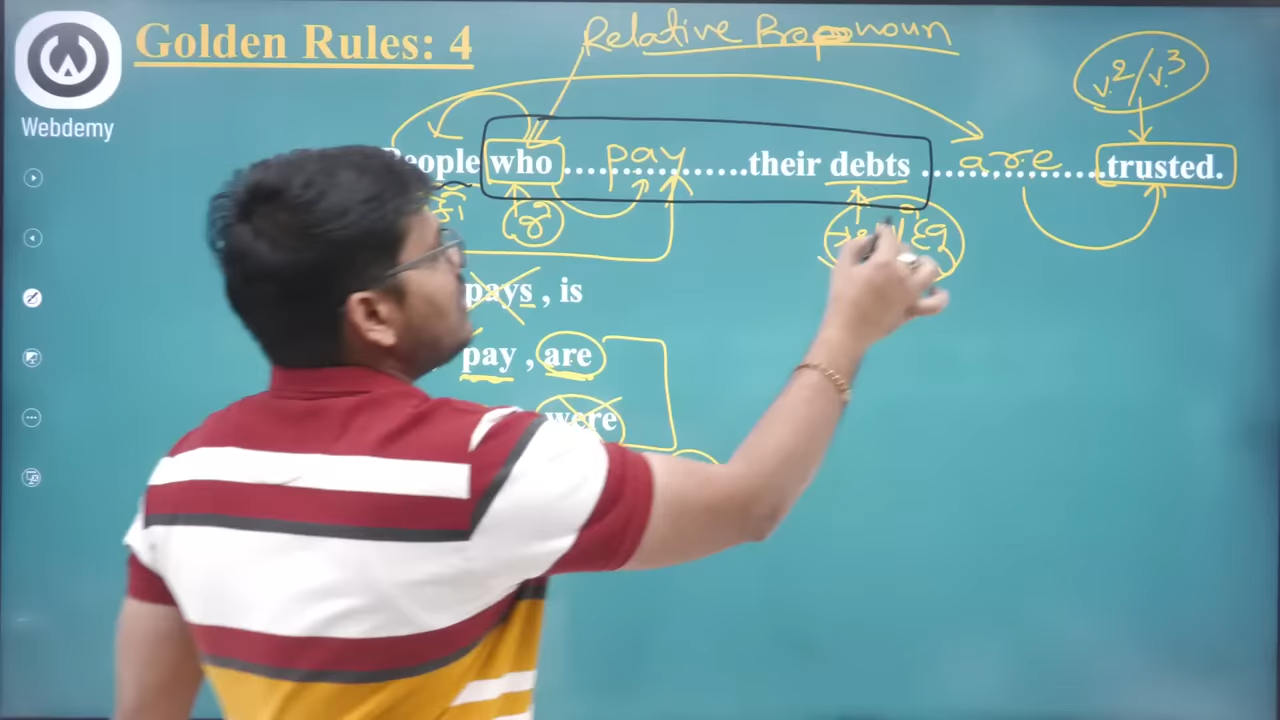 Golden Rules: 4
Relative Pronoun
v.2/v.3
Webdemy
People who ...... pay ...... their debts ...... are ...... trusted.
pays , is
pay , are
were